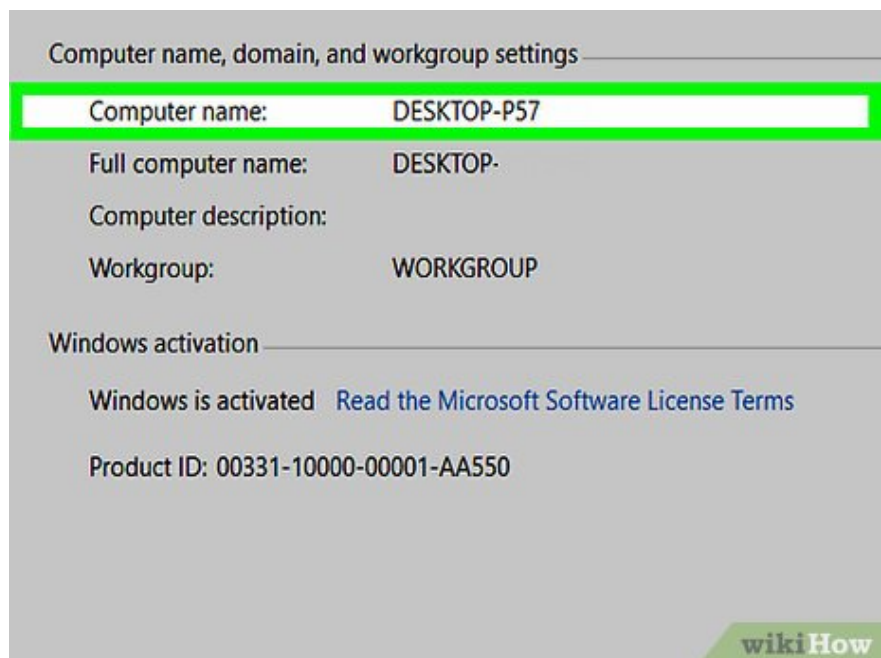 Computer name, domain, and workgroup settings
Computer name: DESKTOP-P57
Full computer name: DESKTOP-
Computer description:
Workgroup: WORKGROUP
Windows activation
Windows is activated Read the Microsoft Software License Terms
Product ID: 00331-10000-00001-AA550
wikiHow